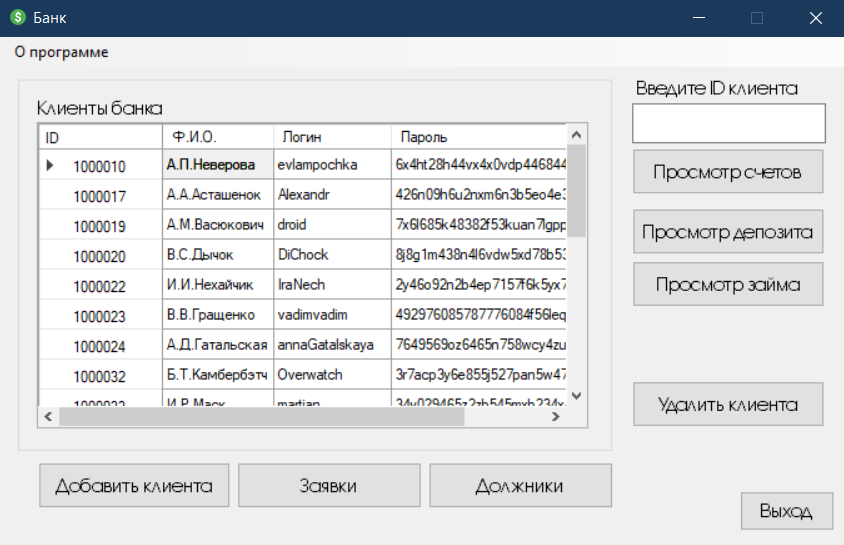 Банк
О программе
Клиенты банка
ID Ф.И.О. Логин Пароль
1000010 А.П.Неверова evlampochka 6x4ht28h44vx4x0vdp446844
1000017 А.А.Асташенок Alexandr 426n09h6u2nxm6n3b5eo4e3
1000019 А.М.Васюкович droid 7x6l685k48382f53kuan7lgpp
1000020 В.С.Дычок DiChock 8j8g1m438n4l6vdw5xd78b53
1000022 И.И.Нехайчик IraNech 2y46o92n2b4ep7157f6k5yx7
1000023 В.В.Гращенко vadimvadim 492976085787776084f56leq
1000024 А.Д.Гатальская annaGatalskaya 7649569oz6465n758wcy4zu
1000032 Б.Т.Камбербэтч Overwatch 3r7acp3y6e855j527pan5w47
1000033 И.Р.Маск martian
Добавить клиента
Заявки
Должники
Введите ID клиента
Просмотр счетов
Просмотр депозита
Просмотр займа
Удалить клиента
Выход